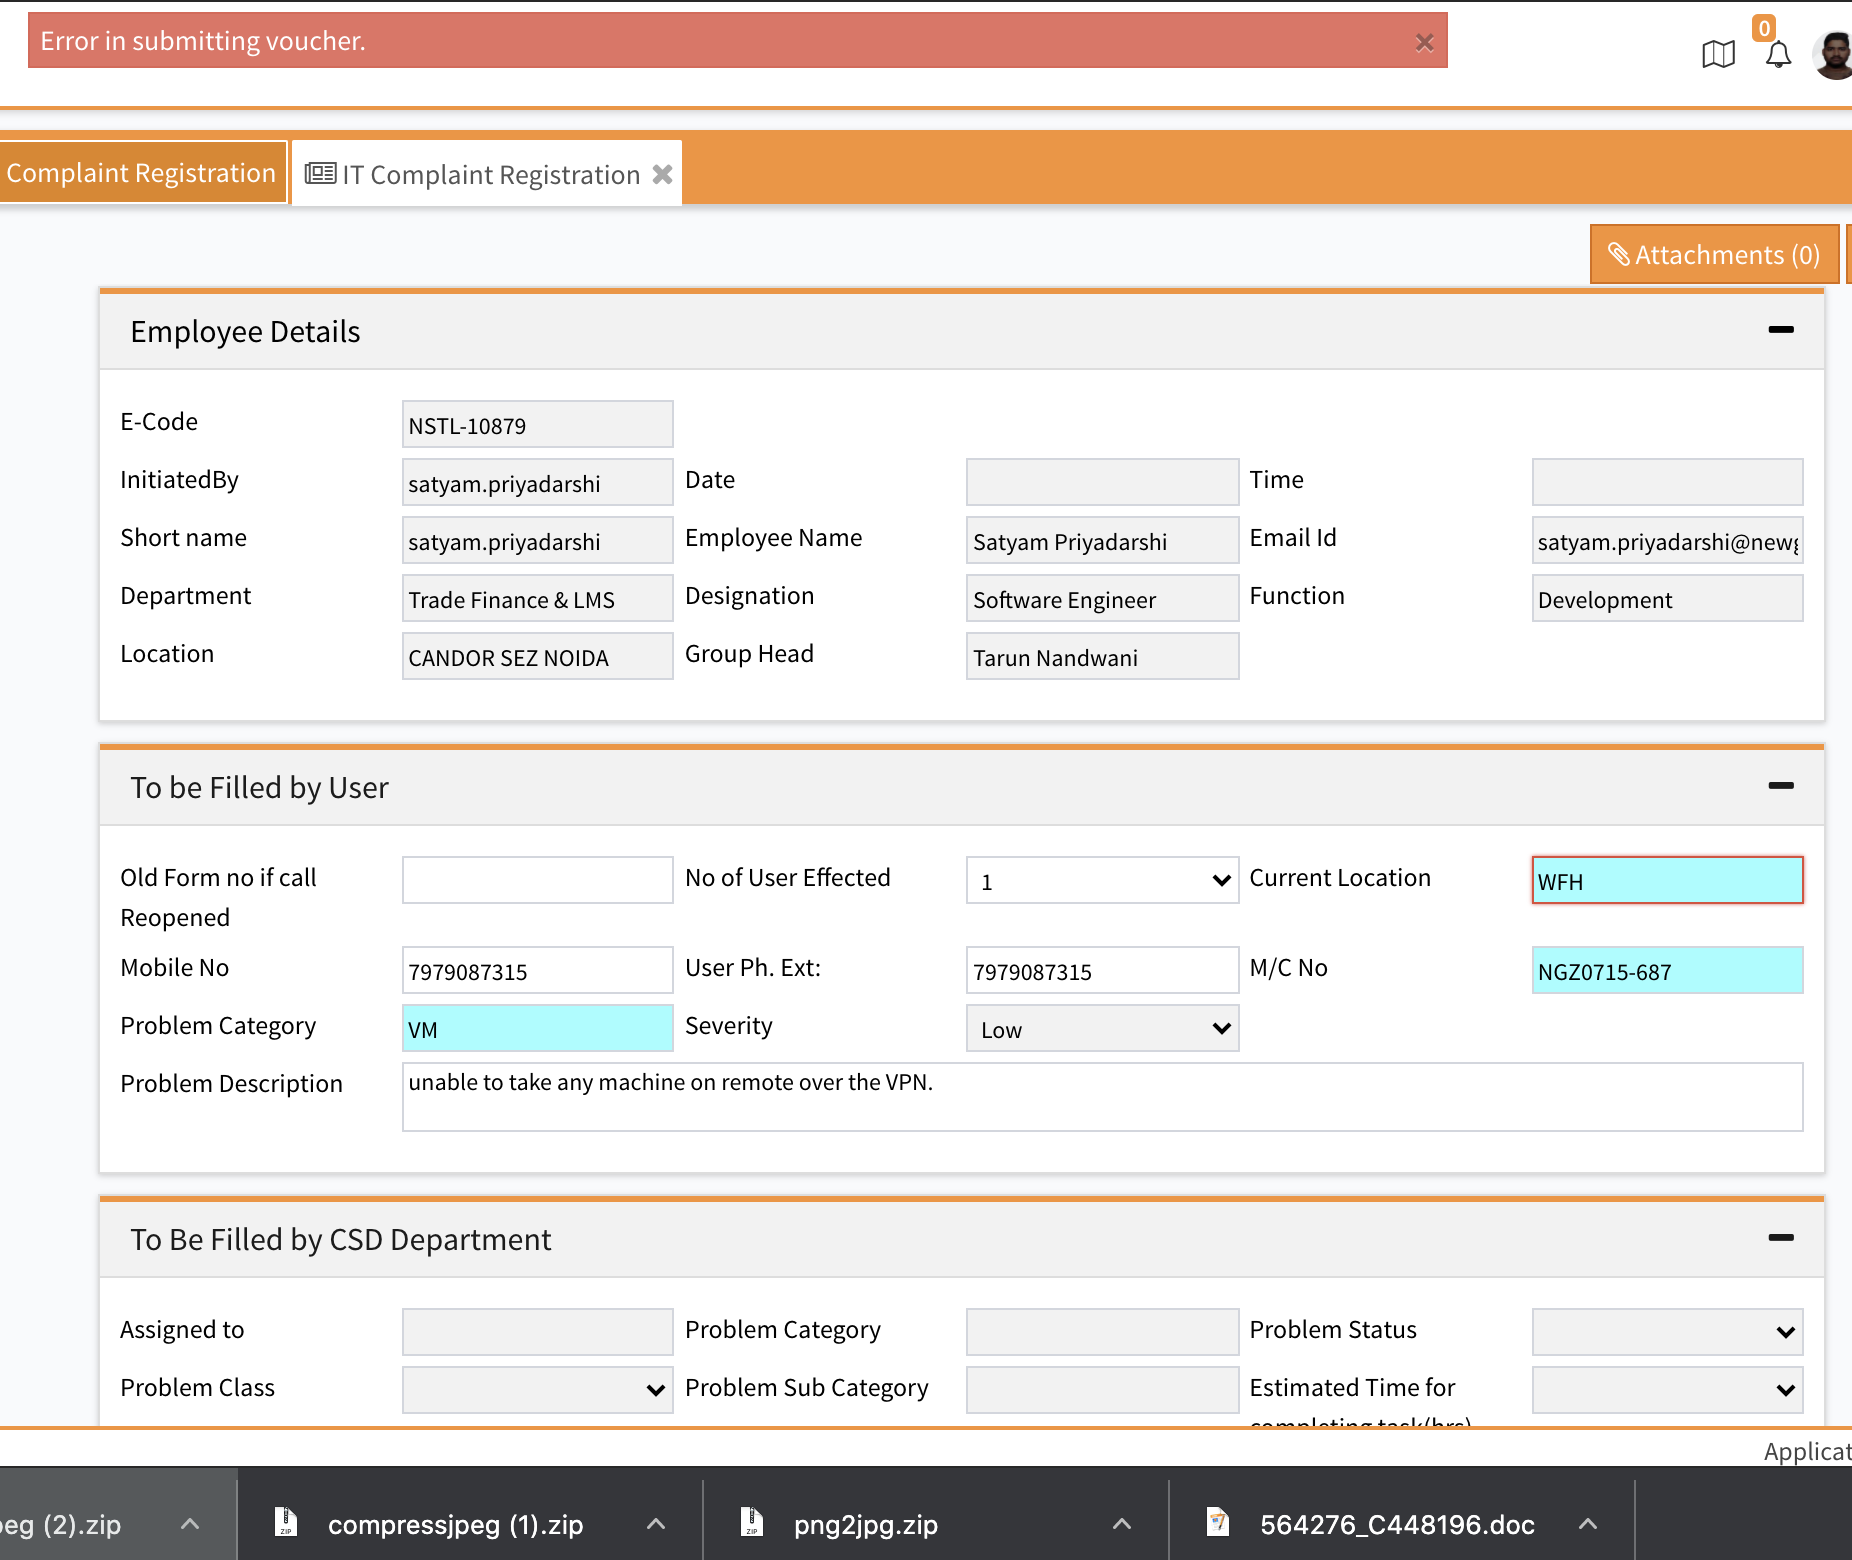 Error in submitting voucher.
0
Complaint Registration
IT Complaint Registration
Attachments (0)
Employee Details
E-Code NSTL-10879
InitiatedBy satyam.priyadarshi Date Time
Short name satyam.priyadarshi Employee Name Satyam Priyadarshi Email Id satyam.priyadarshi@newg
Department Trade Finance & LMS Designation Software Engineer Function Development
Location CANDOR SEZ NOIDA Group Head Tarun Nandwani
To be Filled by User
Old Form no if call Reopened No of User Effected 1 Current Location WFH
Mobile No 7979087315 User Ph. Ext: 7979087315 M/C No NGZ0715-687
Problem Category VM Severity Low
Problem Description unable to take any machine on remote over the VPN.
To Be Filled by CSD Department
Assigned to Problem Category Problem Status
Problem Class Problem Sub Category Estimated Time for
completing task(hrs)
Applicat
peg (2).zip compressjpeg (1).zip png2jpg.zip 564276_C448196.doc